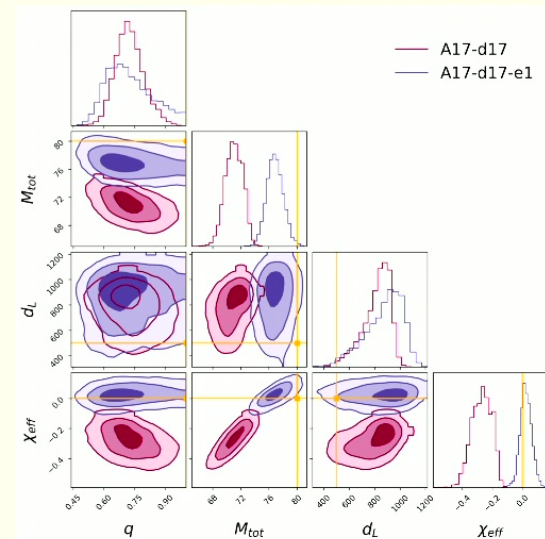 A17-d17
A17-d17-e1
80
76
72
68
M_tot
1200
1000
800
600
400
d_L
0.0
−0.2
−0.4
χ_eff
0.45 0.60 0.75 0.90 68 72 76 80 400 600 800 1000 1200 −0.4 −0.2 0.0
q M_tot d_L χ_eff